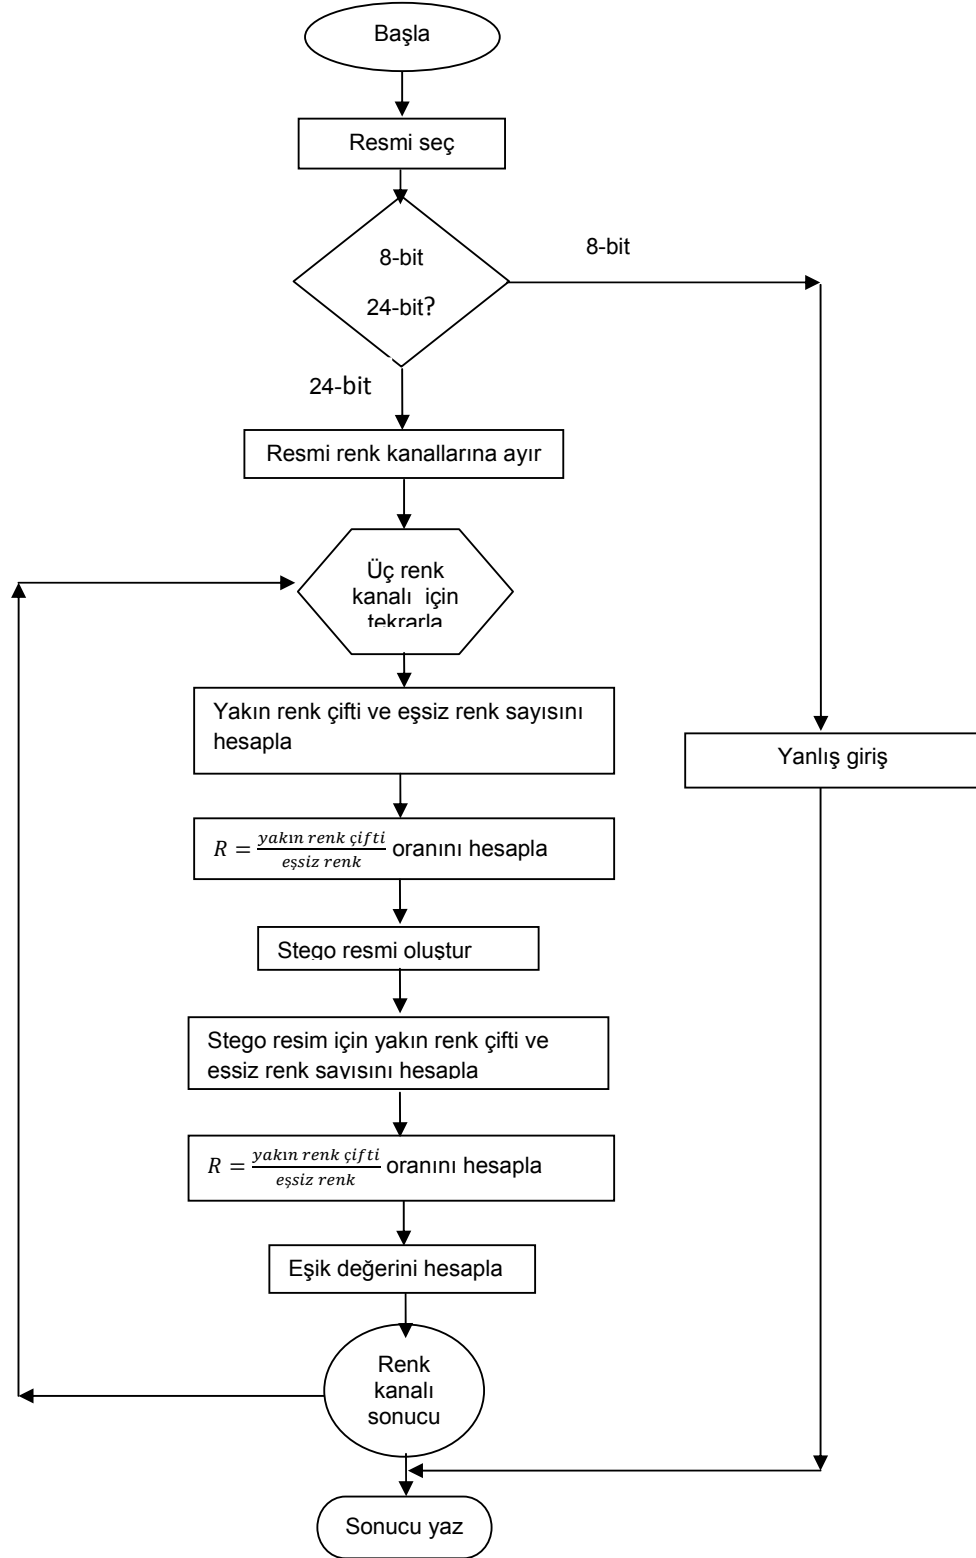 Başla
Resmi seç
8-bit
8-bit
24-bit?
24-bit
Resmi renk kanallarına ayır
Üç renk
kanalı için
tekrarla
Yakın renk çifti ve eşsiz renk sayısını
hesapla
Yanlış giriş
R = yakın renk çifti / eşsiz renk oranını hesapla
Stego resmi oluştur
Stego resim için yakın renk çifti ve
eşsiz renk sayısını hesapla
R = yakın renk çifti / eşsiz renk oranını hesapla
Eşik değerini hesapla
Renk
kanalı
sonucu
Sonucu yaz